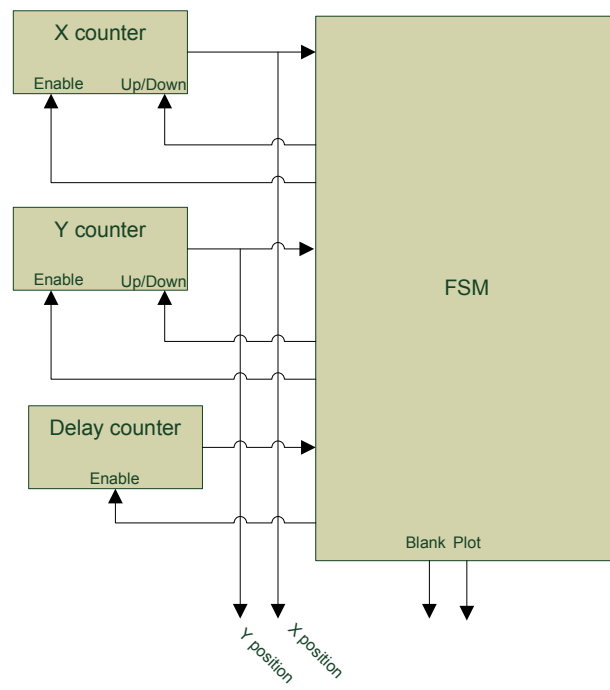 X counter
Enable
Up/Down
Y counter
Enable
Up/Down
FSM
Delay counter
Enable
Blank
Plot
Y position
X position